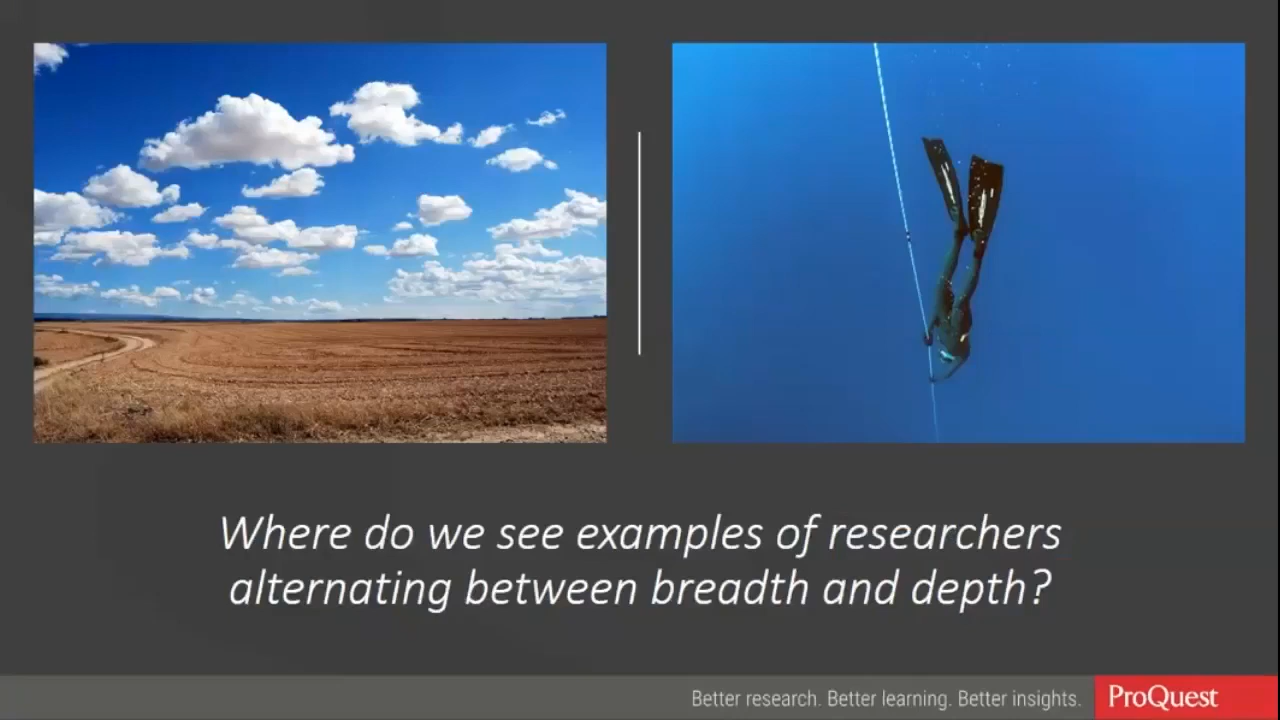 Where do we see examples of researchers
alternating between breadth and depth?
Better research. Better learning. Better insights.
ProQuest